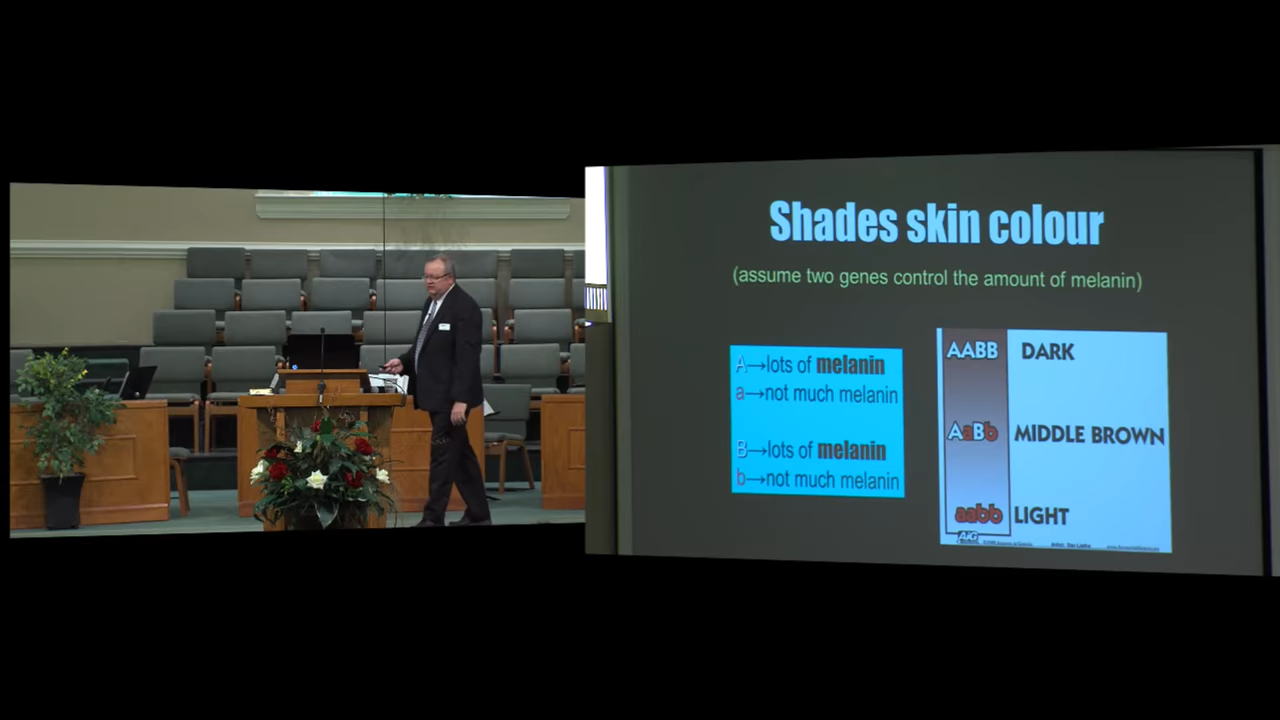 Shades skin colour
(assume two genes control the amount of melanin)
A→lots of melanin
a→not much melanin
B→lots of melanin
b→not much melanin
AABB DARK
AaBb MIDDLE BROWN
aabb LIGHT
AiG